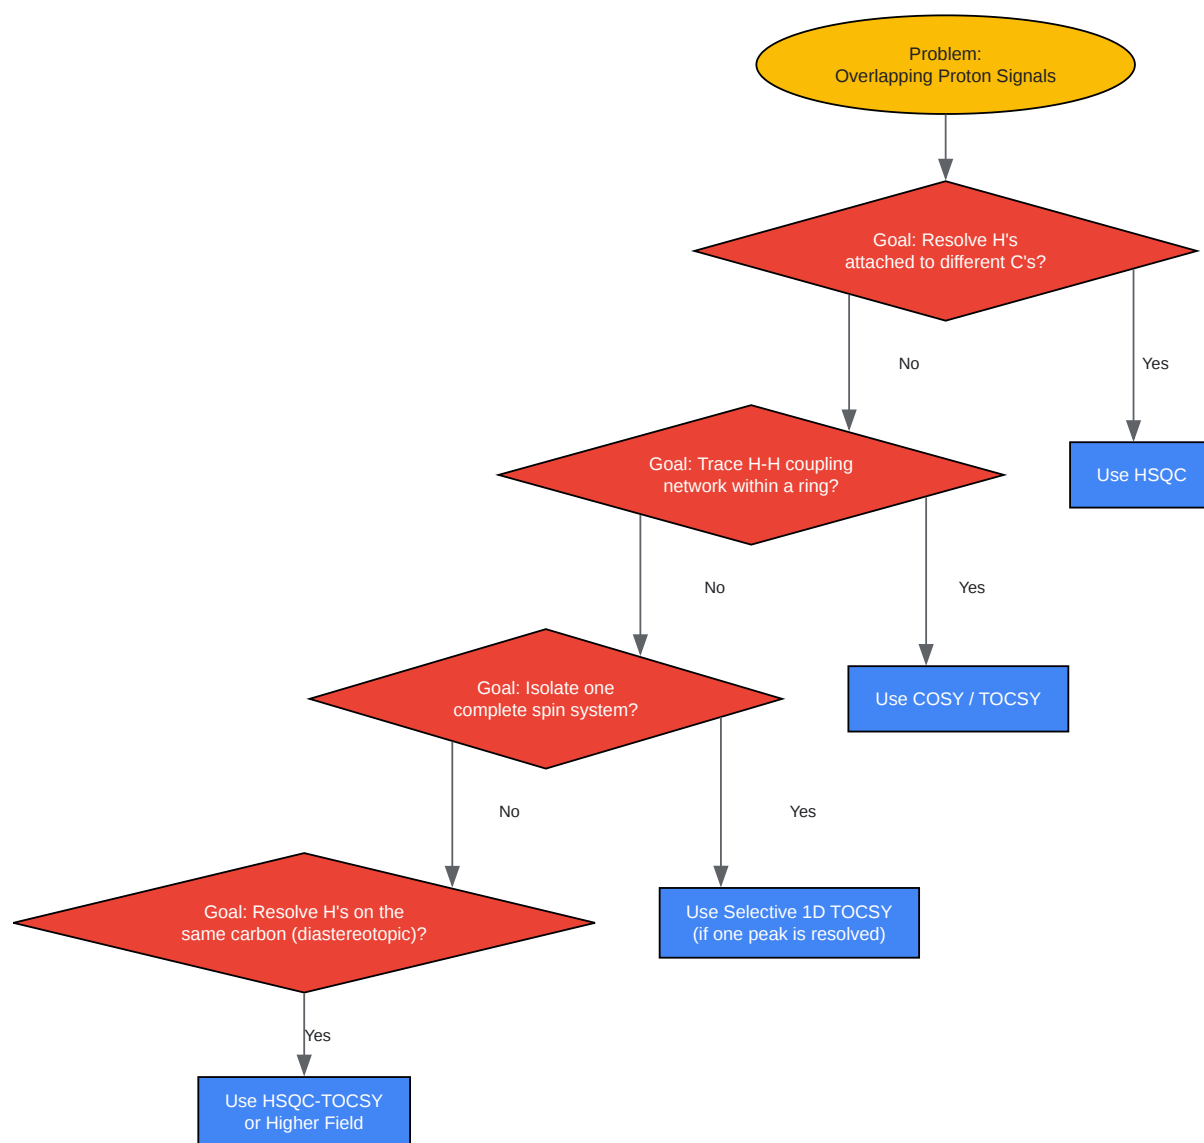 Problem:
Overlapping Proton Signals
Goal: Resolve H's
attached to different C's?
No
Yes
Goal: Trace H-H coupling
network within a ring?
Use HSQC
No
Yes
Goal: Isolate one
complete spin system?
Use COSY / TOCSY
No
Yes
Goal: Resolve H's on the
same carbon (diastereotopic)?
Use Selective 1D TOCSY
(if one peak is resolved)
Yes
Use HSQC-TOCSY
or Higher Field